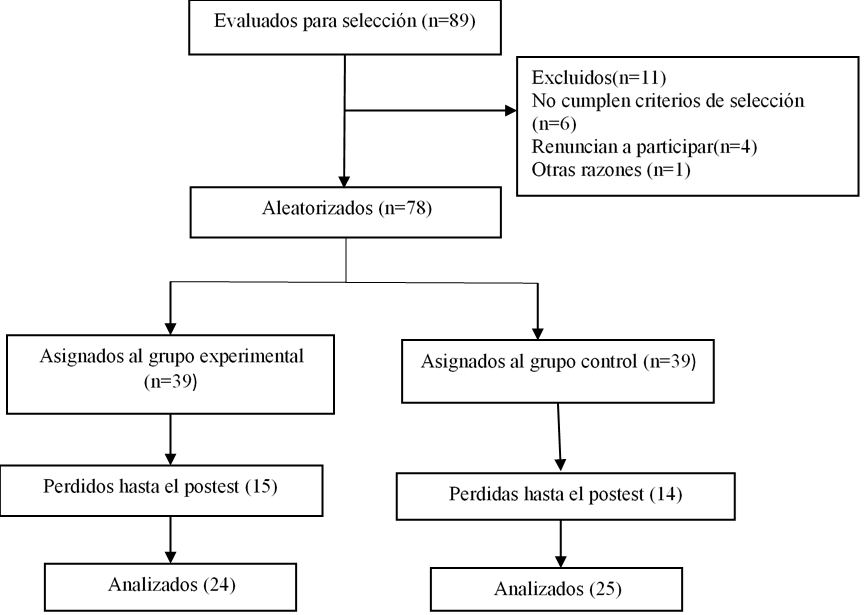 Evaluados para selección (n=89)
Excluidos(n=11)
No cumplen criterios de selección
(n=6)
Renuncian a participar(n=4)
Otras razones (n=1)
Aleatorizados (n=78)
Asignados al grupo experimental
(n=39)
Asignados al grupo control (n=39)
Perdidos hasta el postest (15)
Perdidas hasta el postest (14)
Analizados (24)
Analizados (25)